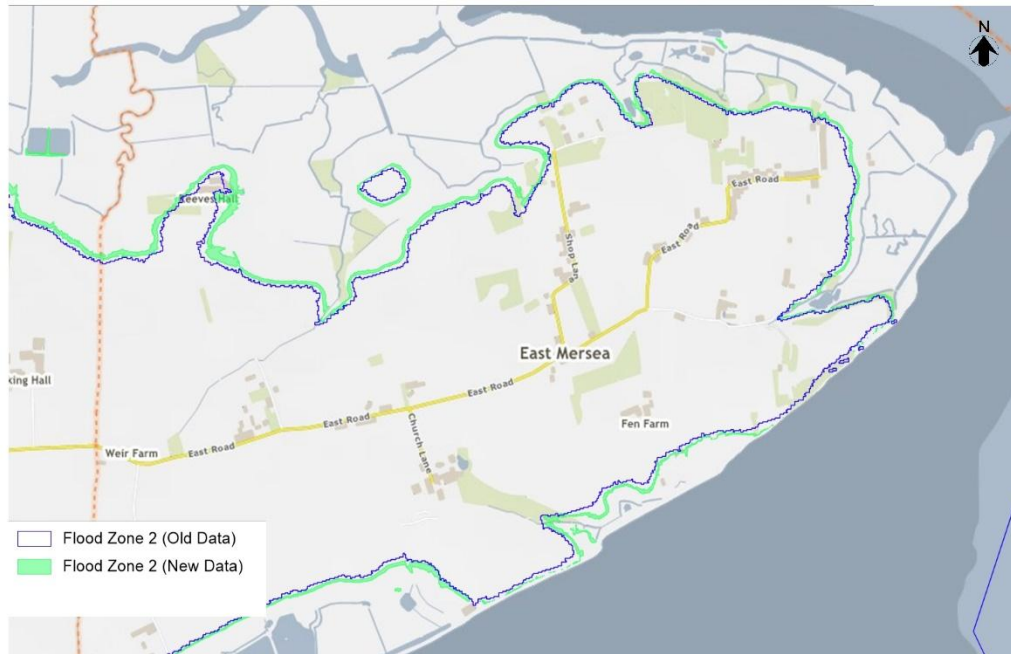 N
Reeves Hall
East Road
East Road
Shop Lane
East Mersea
king Hall
East Road
East Road
Church Lane
Fen Farm
Weir Farm
East Road
Flood Zone 2 (Old Data)
Flood Zone 2 (New Data)